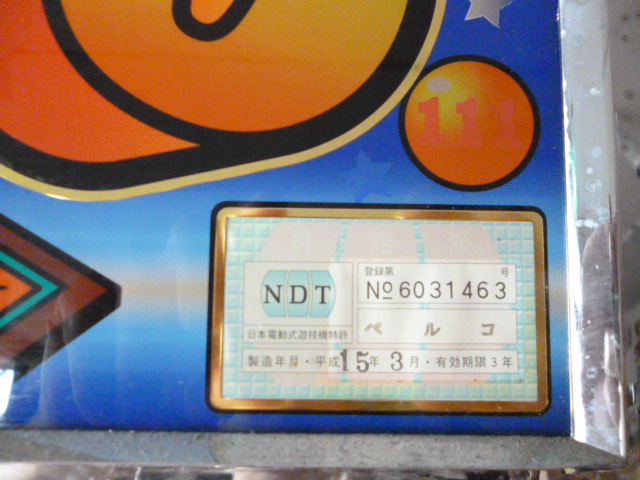 111
登録第 号
NDT
№6031463
日本電動式遊技機特許
ベルコ
製造年月・平成15年3月・有効期限3年